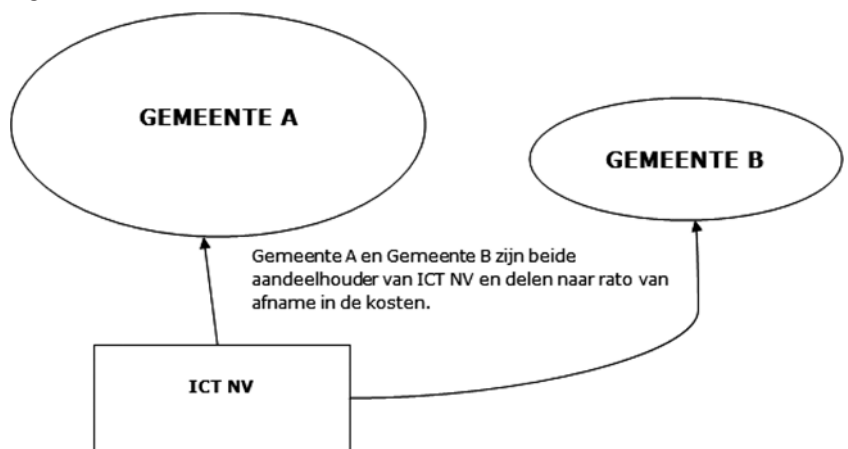 GEMEENTE A
GEMEENTE B
Gemeente A en Gemeente B zijn beide
aandeelhouder van ICT NV en delen naar rato van
afname in de kosten.
ICT NV